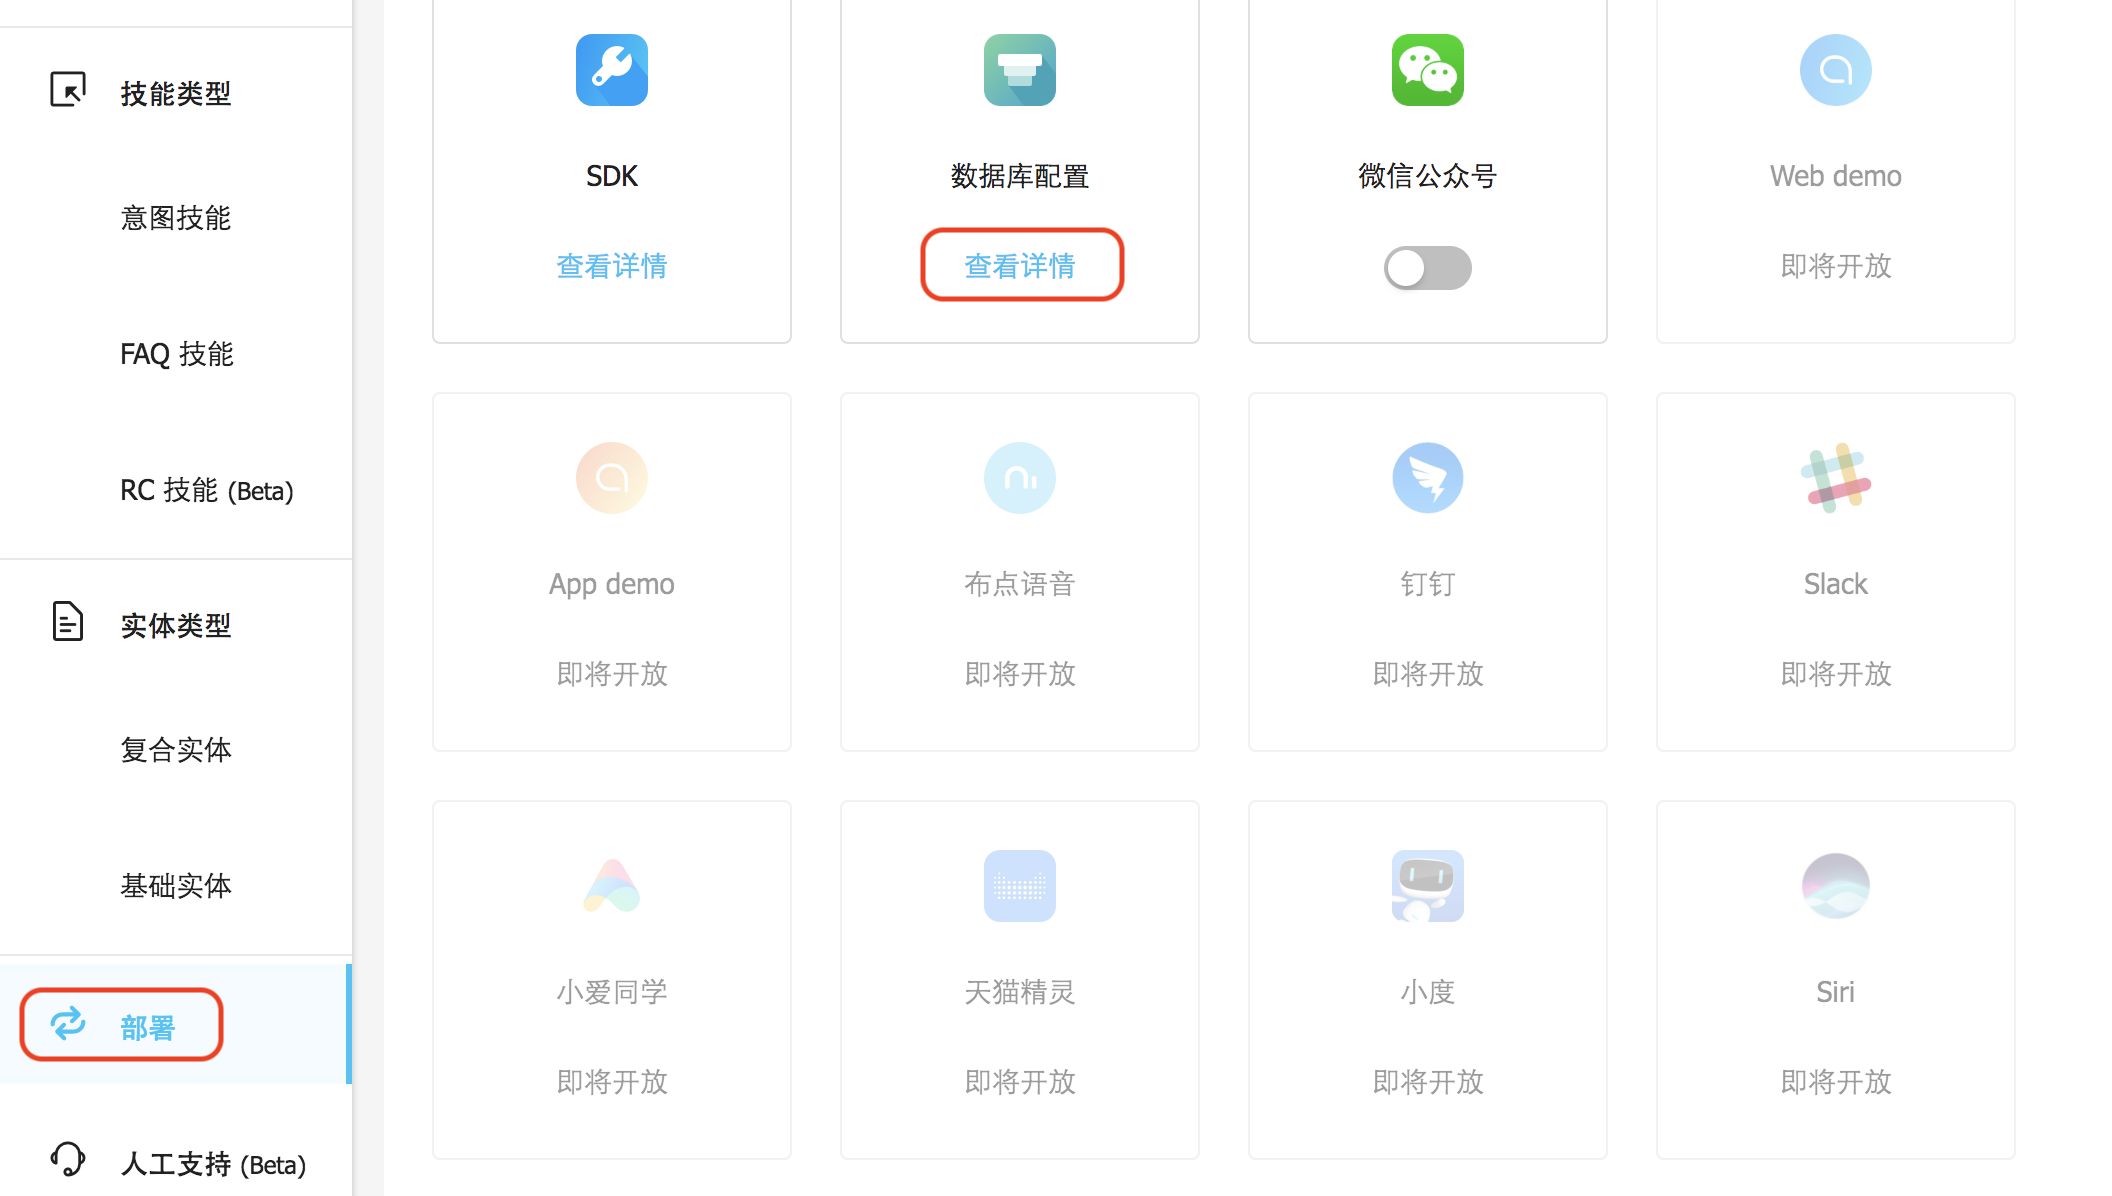 技能类型
意图技能
FAQ 技能
RC 技能 (Beta)
实体类型
复合实体
基础实体
部署
人工支持 (Beta)
SDK
查看详情
数据库配置
查看详情
微信公众号
Web demo
即将开放
App demo
即将开放
布点语音
即将开放
钉钉
即将开放
Slack
即将开放
小爱同学
即将开放
天猫精灵
即将开放
小度
即将开放
Siri
即将开放